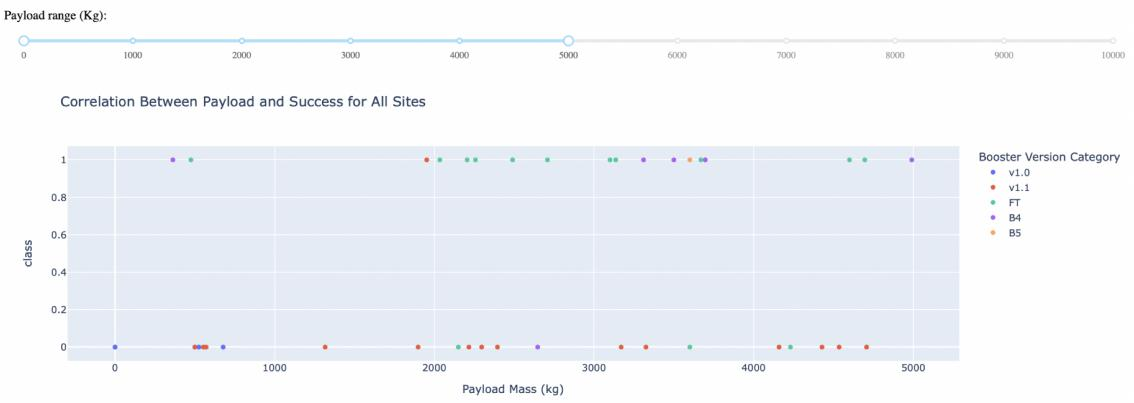 Payload range (Kg):
0 1000 2000 3000 4000 5000 6000 7000 8000 9000 10000
Correlation Between Payload and Success for All Sites
Booster Version Category
v1.0
v1.1
FT
B4
B5
class
1
0.8
0.6
0.4
0.2
0
0 1000 2000 3000 4000 5000
Payload Mass (kg)